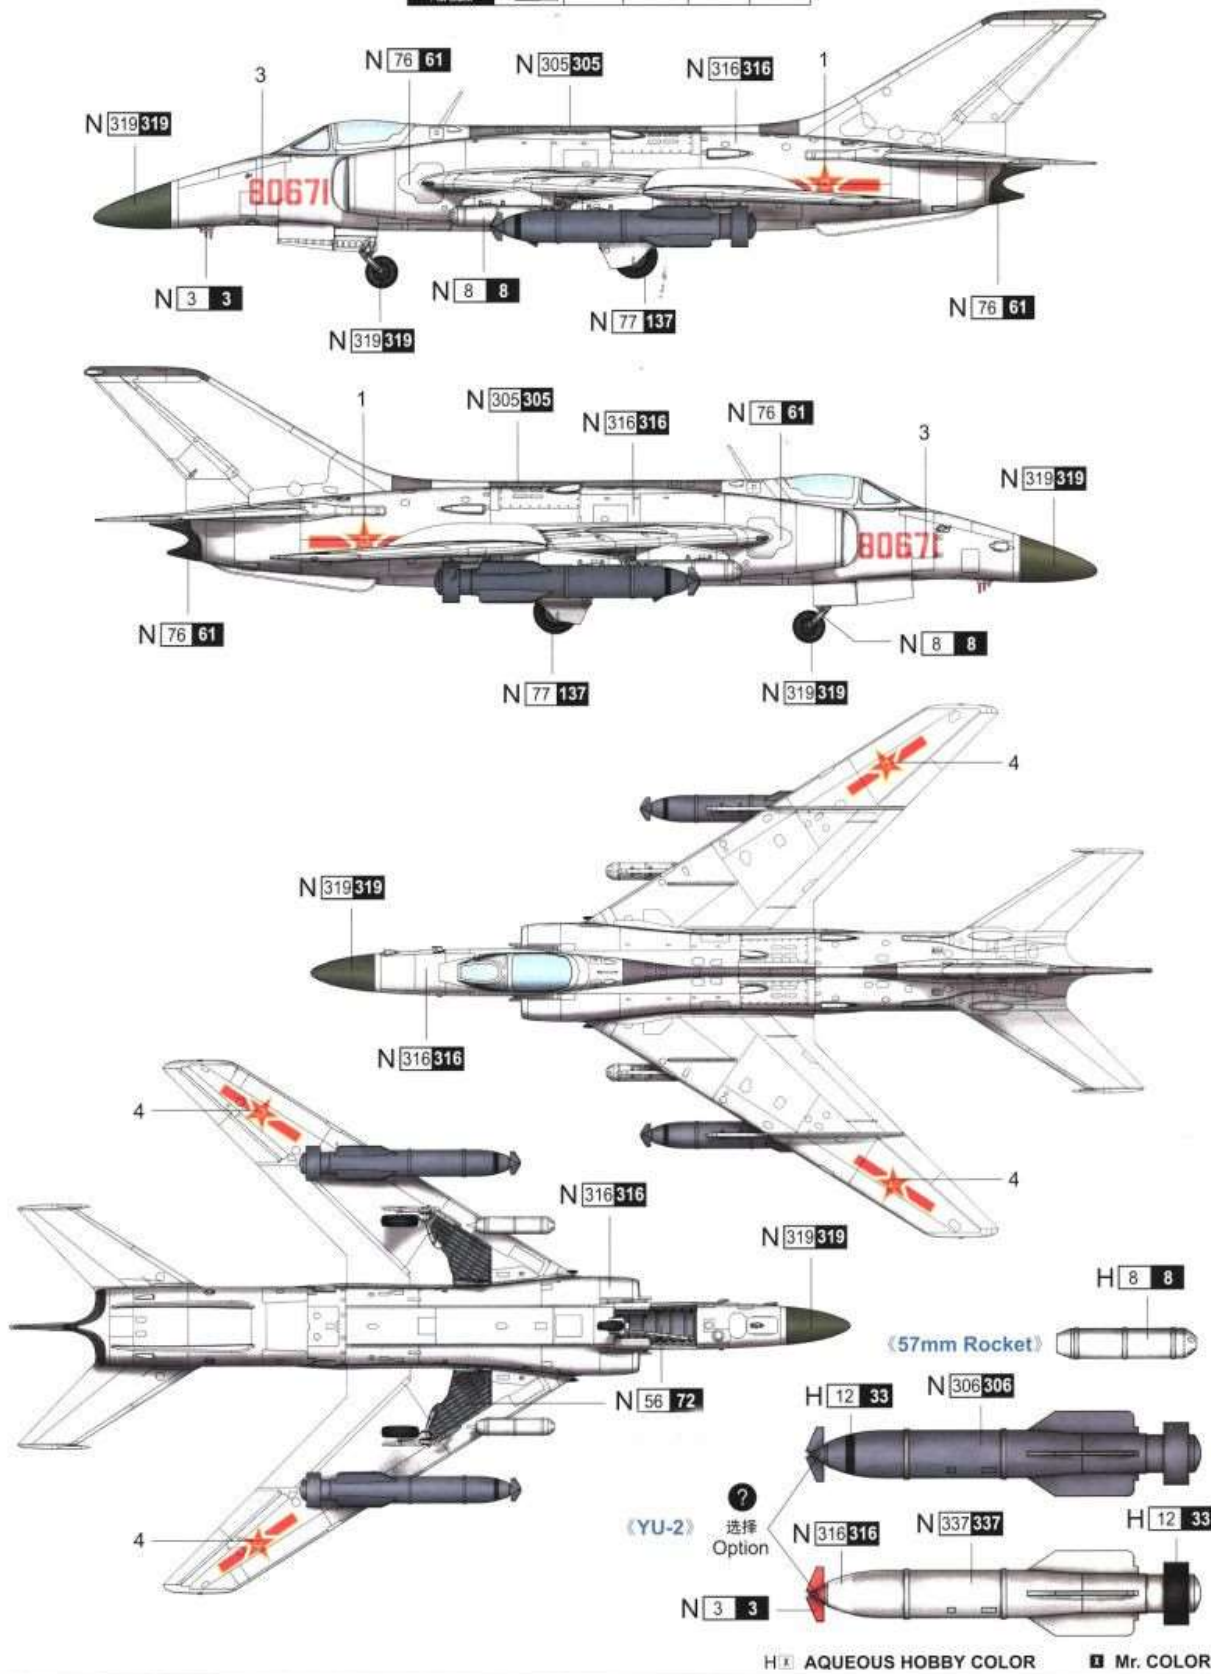 3
N 76 61
N 305 305
N 316 316
1
N 319 319
80671
N 3 3
N 8 8
N 319 319
N 77 137
N 76 61
1
N 305 305
N 316 316
N 76 61
3
N 319 319
80671
N 76 61
N 8 8
N 77 137
N 319 319
4
N 319 319
N 316 316
4
4
N 316 316
N 319 319
H 8 8
《57mm Rocket》
N 56 72
H 12 33
N 306 306
?
《YU-2》
选择
Option
4
N 316 316
N 337 337
H 12 33
N 3 3
H X AQUEOUS HOBBY COLOR
X Mr. COLOR